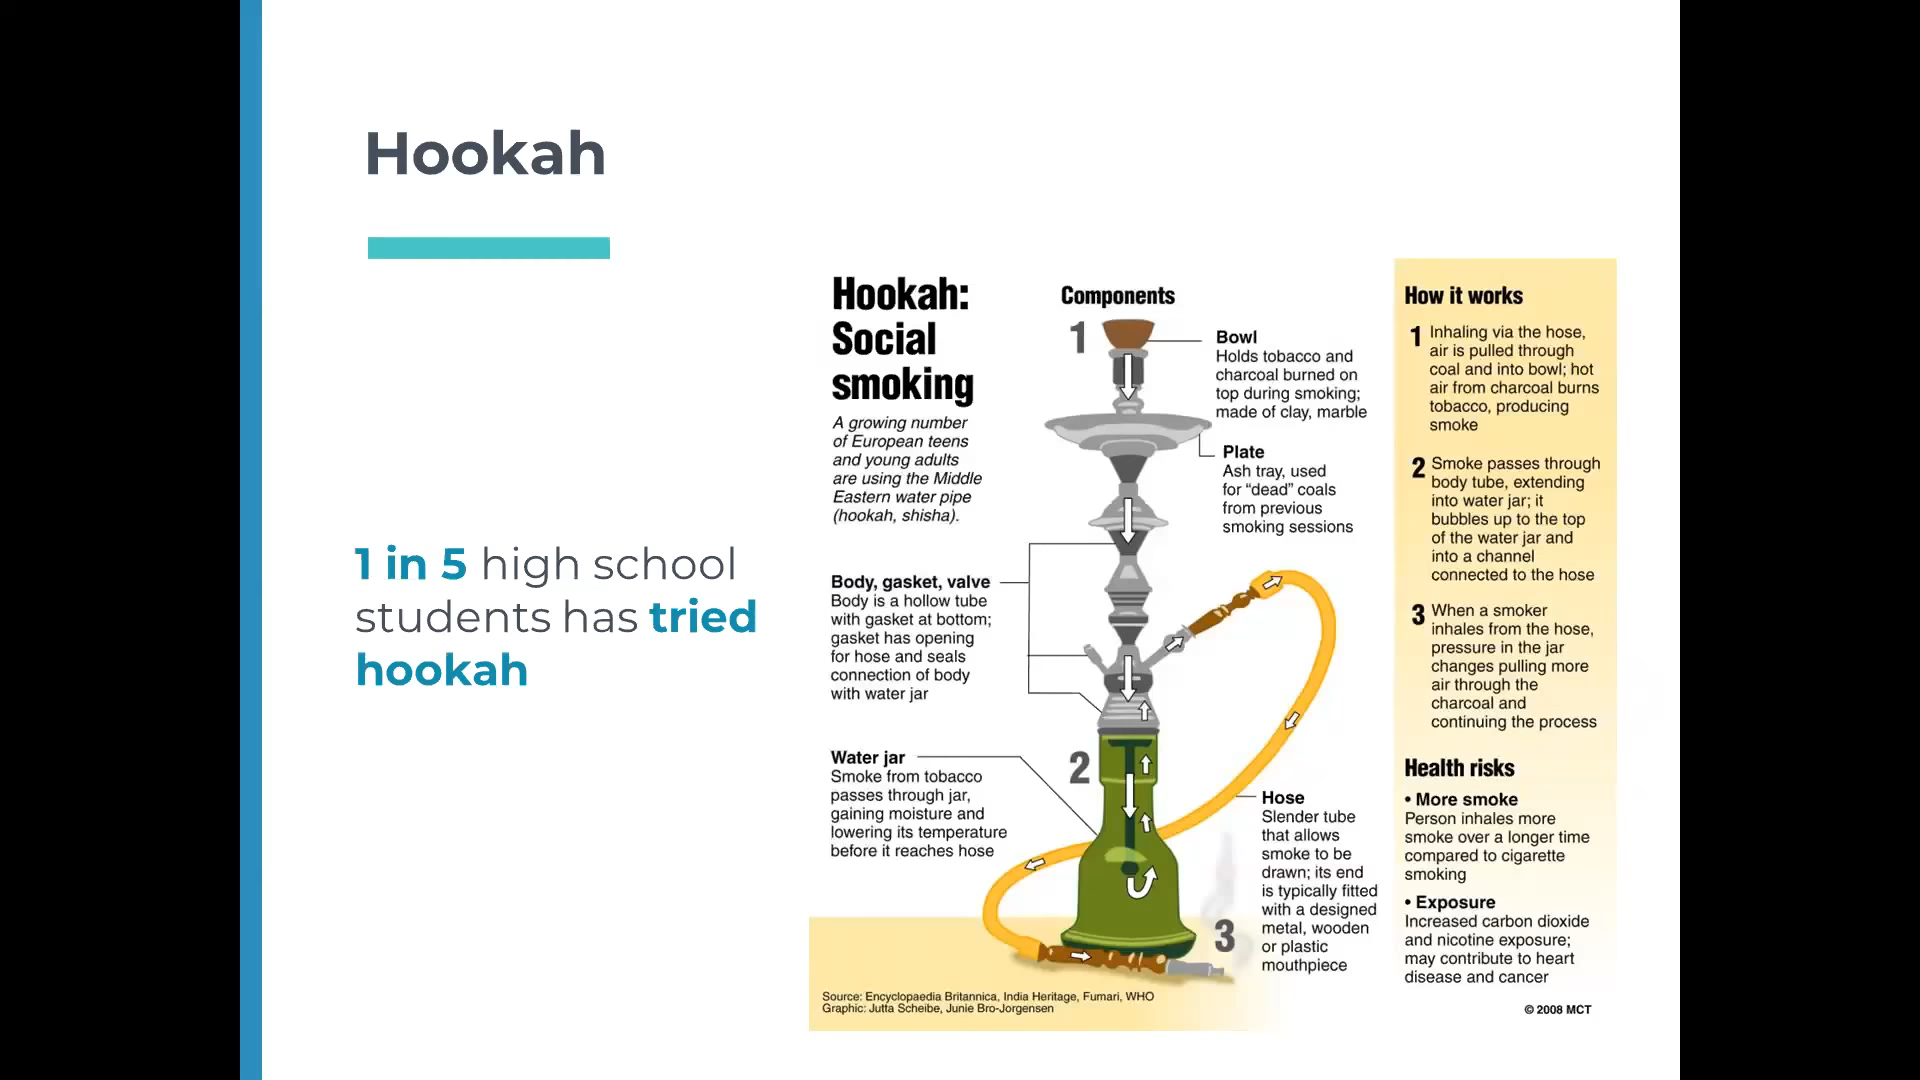 Hookah
1 in 5 high school
students has tried
hookah
Hookah:
Social
smoking
A growing number
of European teens
and young adults
are using the Middle
Eastern water pipe
(hookah, shisha).
Components
1
Bowl
Holds tobacco and
charcoal burned on
top during smoking;
made of clay, marble
Plate
Ash tray, used
for “dead” coals
from previous
smoking sessions
Body, gasket, valve
Body is a hollow tube
with gasket at bottom;
gasket has opening
for hose and seals
connection of body
with water jar
Water jar
Smoke from tobacco
passes through jar,
gaining moisture and
lowering its temperature
before it reaches hose
2
Hose
Slender tube
that allows
smoke to be
drawn; its end
is typically fitted
with a designed
metal, wooden
or plastic
mouthpiece
3
Source: Encyclopaedia Britannica, India Heritage, Fumari, WHO
Graphic: Jutta Scheibe, Junie Bro-Jorgensen
How it works
1 Inhaling via the hose,
air is pulled through
coal and into bowl; hot
air from charcoal burns
tobacco, producing
smoke
2 Smoke passes through
body tube, extending
into water jar; it
bubbles up to the top
of the water jar and
into a channel
connected to the hose
3 When a smoker
inhales from the hose,
pressure in the jar
changes pulling more
air through the
charcoal and
continuing the process
Health risks
• More smoke
Person inhales more
smoke over a longer time
compared to cigarette
smoking
• Exposure
Increased carbon dioxide
and nicotine exposure;
may contribute to heart
disease and cancer
© 2008 MCT